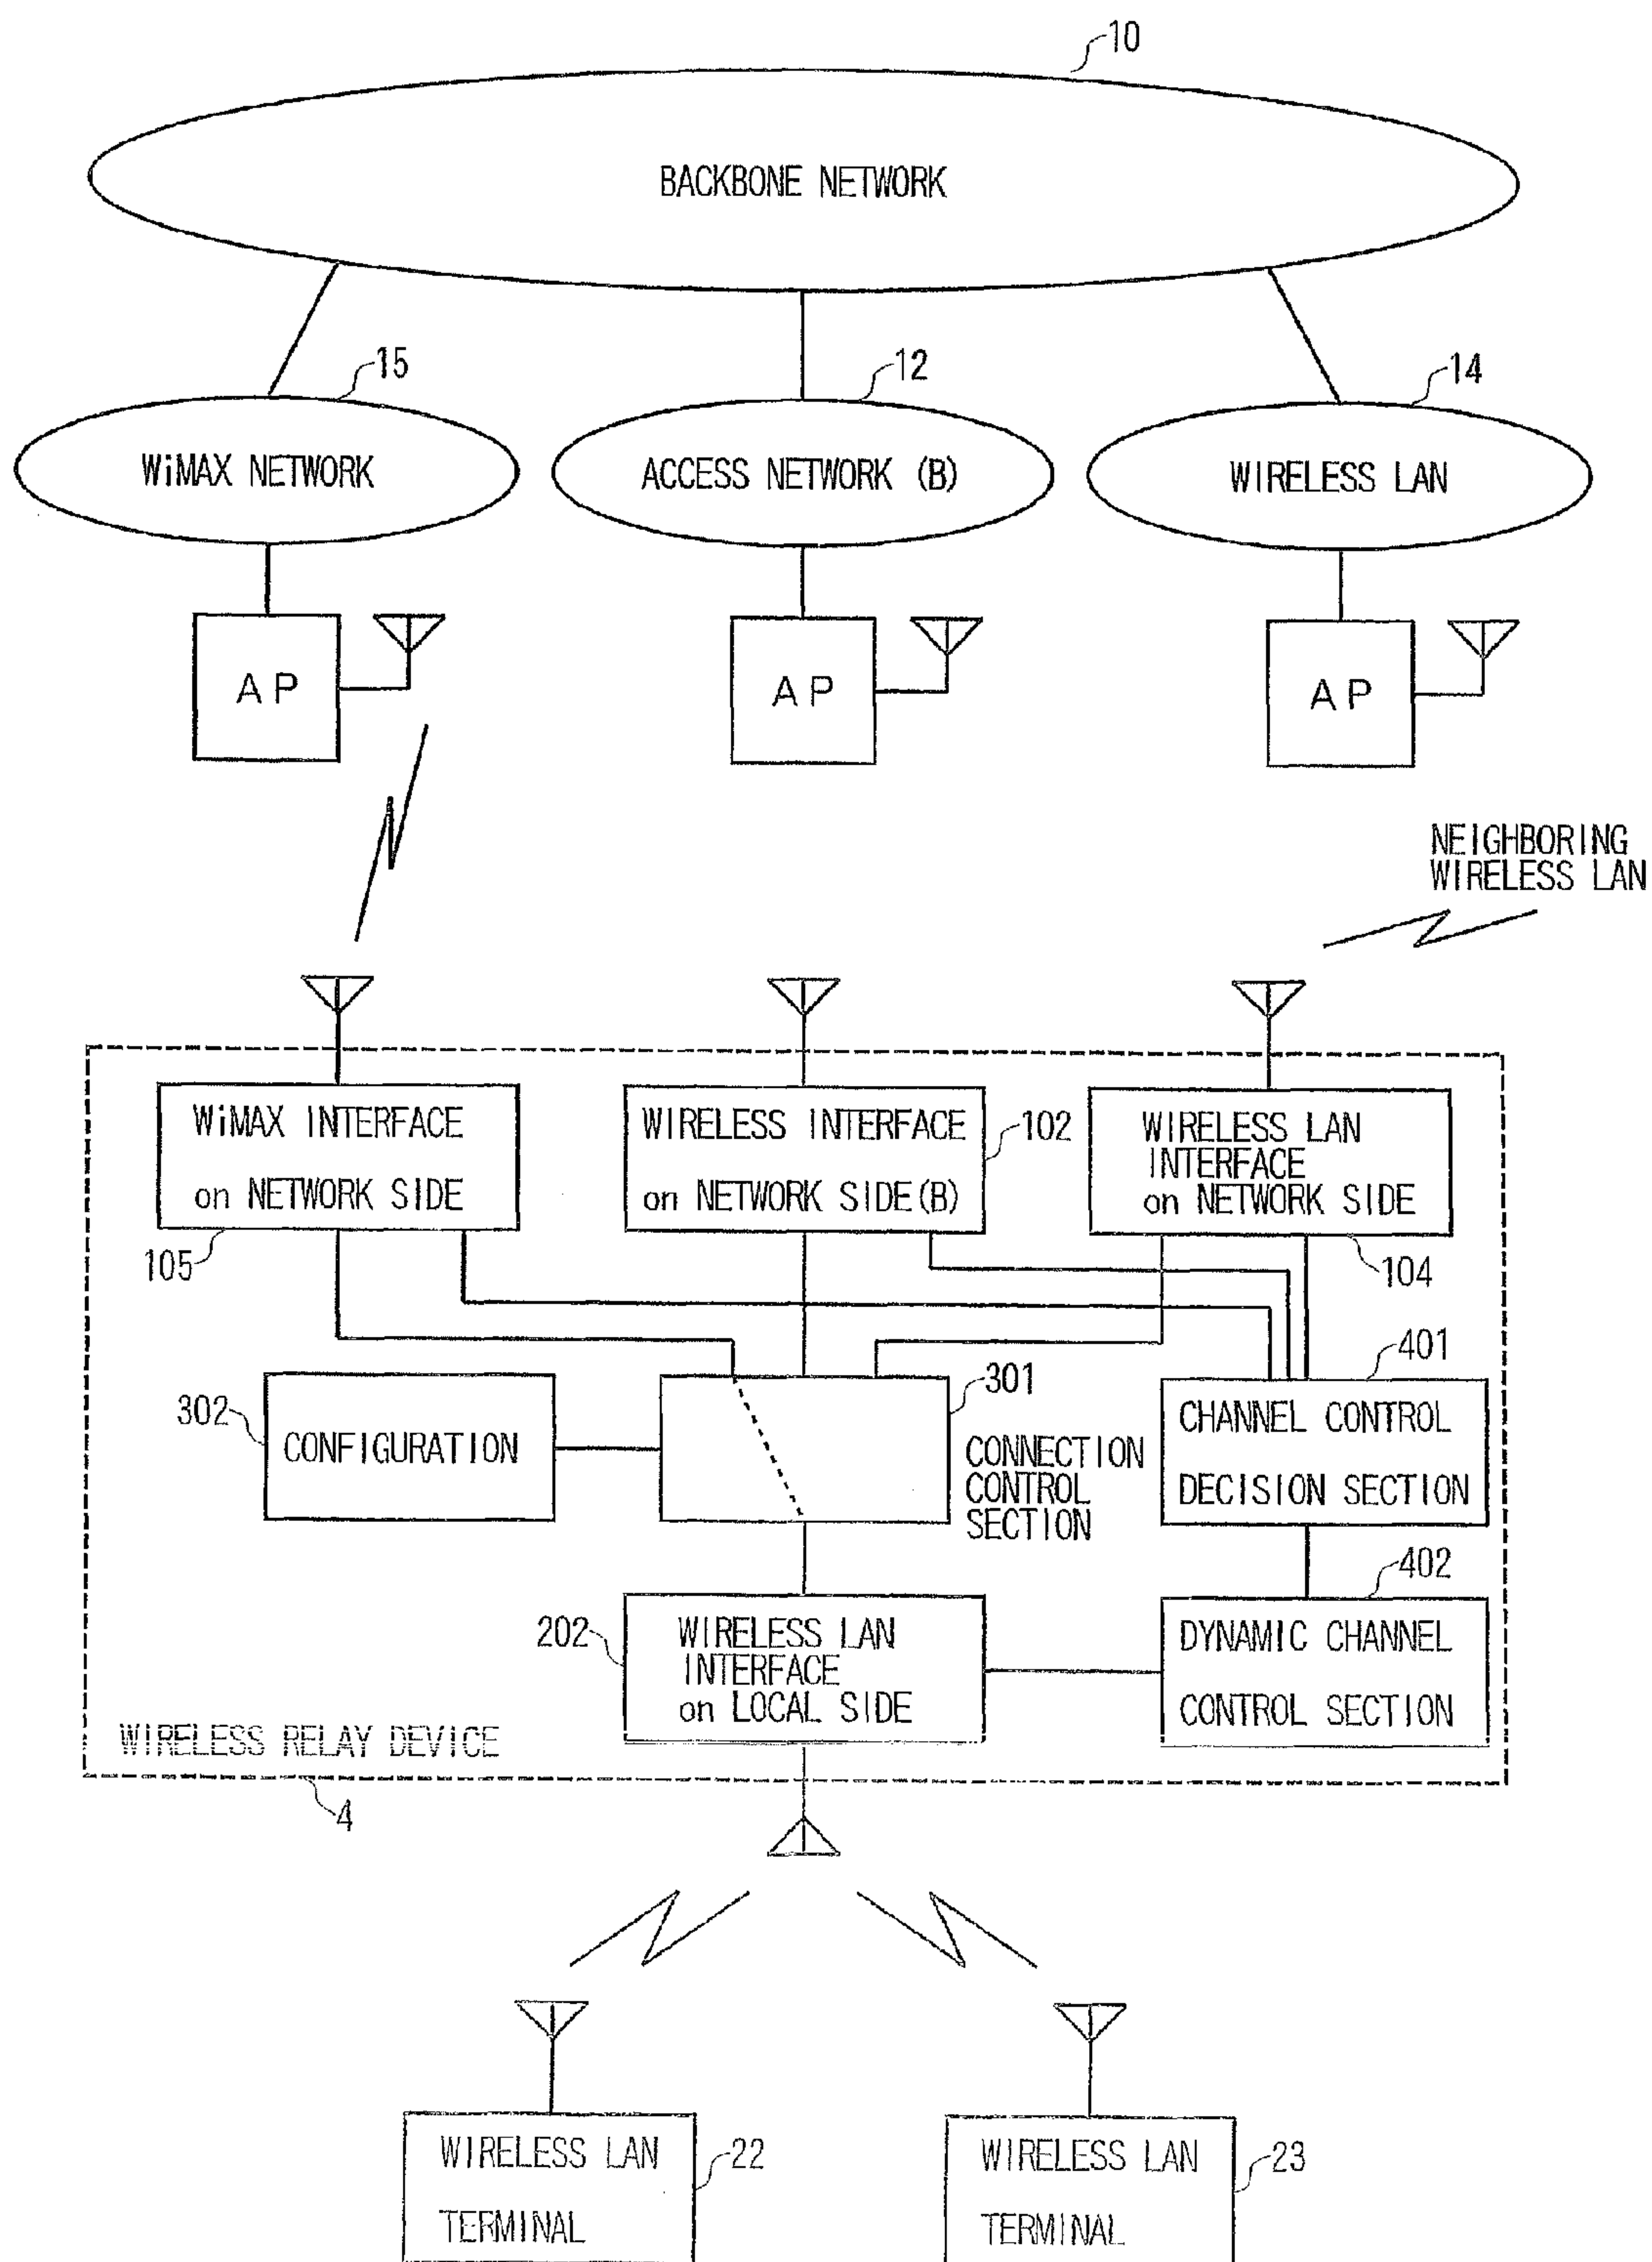 10
BACKBONE NETWORK
15
12
14
WiMAX NETWORK
ACCESS NETWORK (B)
WIRELESS LAN
AP
AP
AP
NEIGHBORING
WIRELESS LAN
WiMAX INTERFACE
on NETWORK SIDE
105
WIRELESS INTERFACE
on NETWORK SIDE(B)
102
WIRELESS LAN
INTERFACE
on NETWORK SIDE
104
302
CONFIGURATION
301
CONNECTION
CONTROL
SECTION
401
CHANNEL CONTROL
DECISION SECTION
402
DYNAMIC CHANNEL
CONTROL SECTION
202
WIRELESS LAN
INTERFACE
on LOCAL SIDE
WIRELESS RELAY DEVICE
4
WIRELESS LAN
TERMINAL
22
WIRELESS LAN
TERMINAL
23